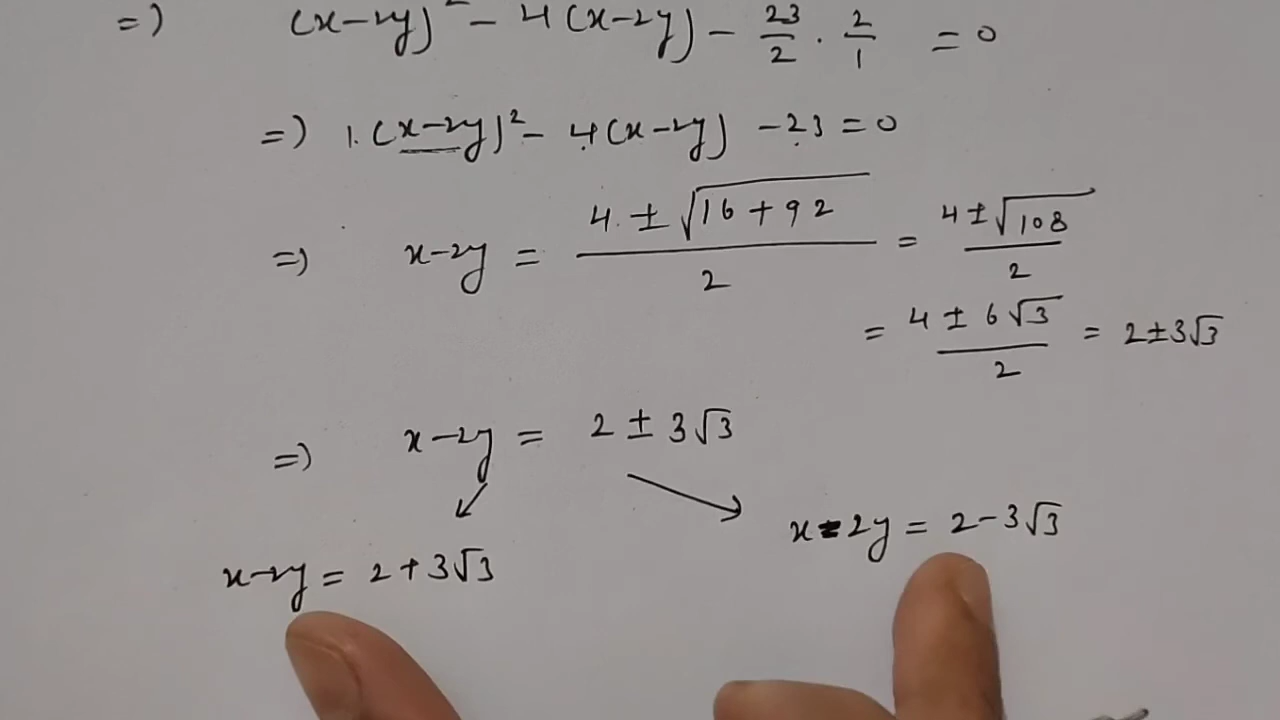 => (x-2y)² - 4(x-2y) - 23/2 · 2/1 = 0
=> 1·(x-2y)² - 4(x-2y) - 23 = 0
=> x-2y = (4 ± √(16+92))/2 = (4 ± √108)/2
= (4 ± 6√3)/2 = 2±3√3
=> x-2y = 2 ± 3√3
x-2y = 2-3√3
x-2y = 2+3√3